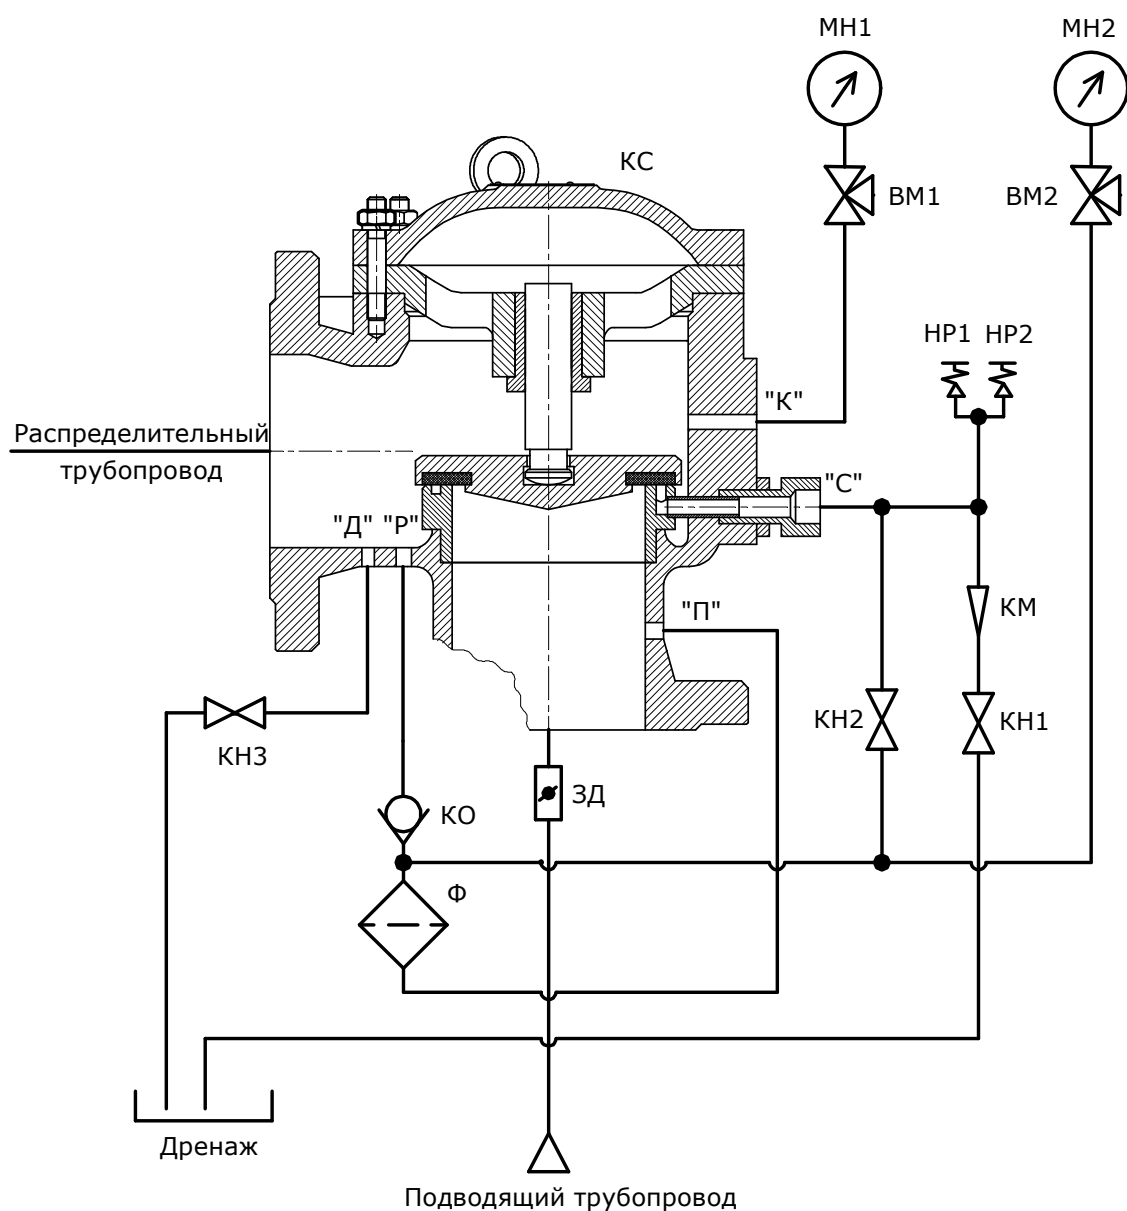 МН1
МН2
КС
ВМ1
ВМ2
НР1
НР2
"К"
Распределительный
трубопровод
"С"
"Д"
"Р"
"П"
КМ
КН2
КН1
КН3
ЗД
КО
Ф
Дренаж
Подводящий трубопровод